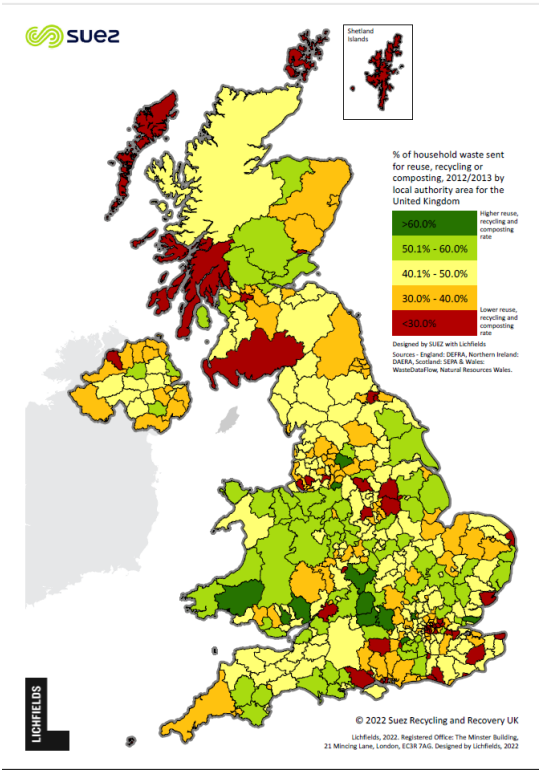 suez
Shetland
Islands
% of household waste sent
for reuse, recycling or
composting, 2012/2013 by
local authority area for the
United Kingdom
>60.0%
Higher reuse,
recycling and
composting
rate
50.1% - 60.0%
40.1% - 50.0%
30.0% - 40.0%
<30.0%
Lower reuse,
recycling and
composting
rate
Designed by SUEZ with Lichfields
Sources - England: DEFRA, Northern Ireland:
DAERA, Scotland: SEPA & Wales:
WasteDataFlow, Natural Resources Wales.
LICHFIELDS
© 2022 Suez Recycling and Recovery UK
Lichfields, 2022. Registered Office: The Minster Building,
21 Mincing Lane, London, EC3R 7AG. Designed by Lichfields, 2022